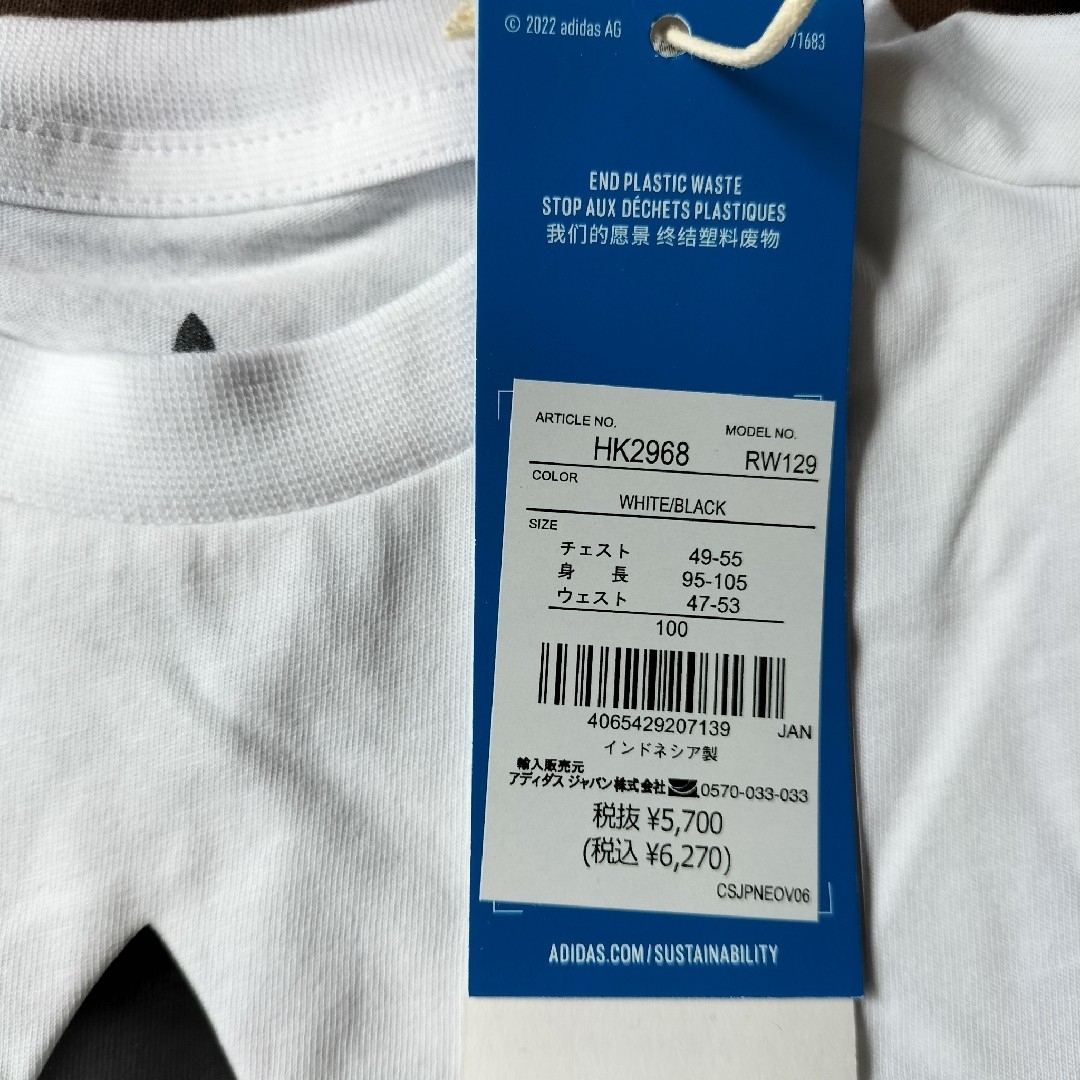 © 2022 adidas AG
71683
END PLASTIC WASTE
STOP AUX DÉCHETS PLASTIQUES
我们的愿景 终结塑料废物
ARTICLE NO. MODEL NO.
HK2968 RW129
COLOR
WHITE/BLACK
SIZE
チェスト 49-55
身 長 95-105
ウェスト 47-53
100
4065429207139 JAN
インドネシア製
輸入販売元
アディダス ジャパン株式会社 0570-033-033
税抜 ¥5,700
(税込 ¥6,270)
CSJPNEOV06
ADIDAS.COM/SUSTAINABILITY